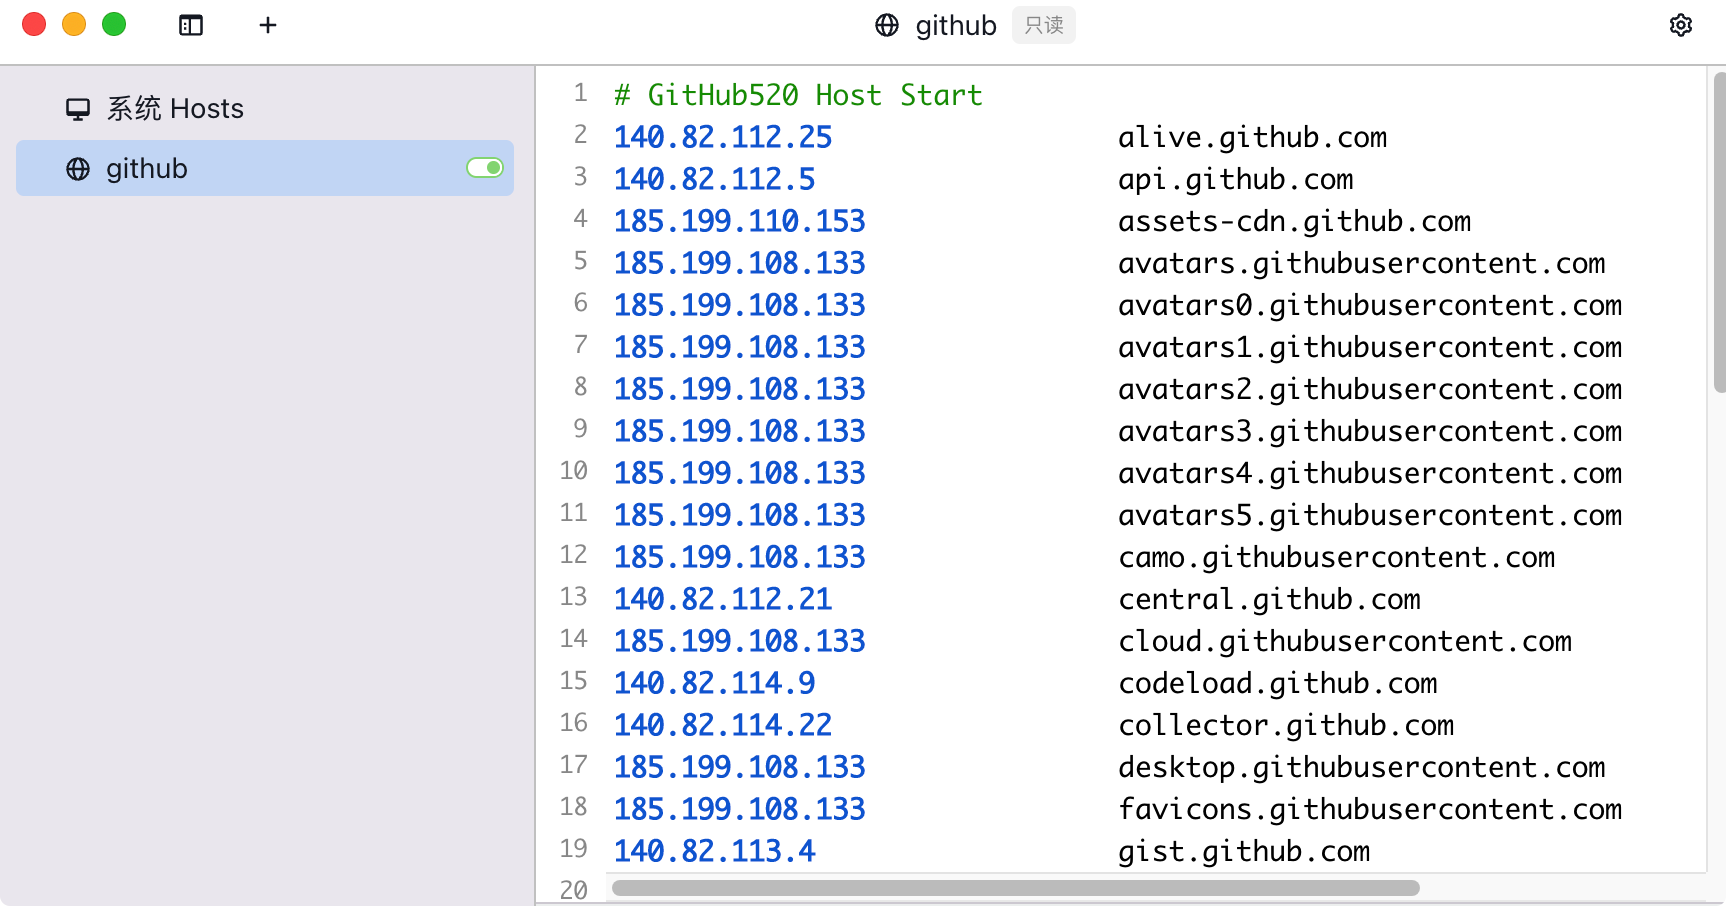 github 只读
系统 Hosts
github
1 # GitHub520 Host Start
2 140.82.112.25 alive.github.com
3 140.82.112.5 api.github.com
4 185.199.110.153 assets-cdn.github.com
5 185.199.108.133 avatars.githubusercontent.com
6 185.199.108.133 avatars0.githubusercontent.com
7 185.199.108.133 avatars1.githubusercontent.com
8 185.199.108.133 avatars2.githubusercontent.com
9 185.199.108.133 avatars3.githubusercontent.com
10 185.199.108.133 avatars4.githubusercontent.com
11 185.199.108.133 avatars5.githubusercontent.com
12 185.199.108.133 camo.githubusercontent.com
13 140.82.112.21 central.github.com
14 185.199.108.133 cloud.githubusercontent.com
15 140.82.114.9 codeload.github.com
16 140.82.114.22 collector.github.com
17 185.199.108.133 desktop.githubusercontent.com
18 185.199.108.133 favicons.githubusercontent.com
19 140.82.113.4 gist.github.com
20